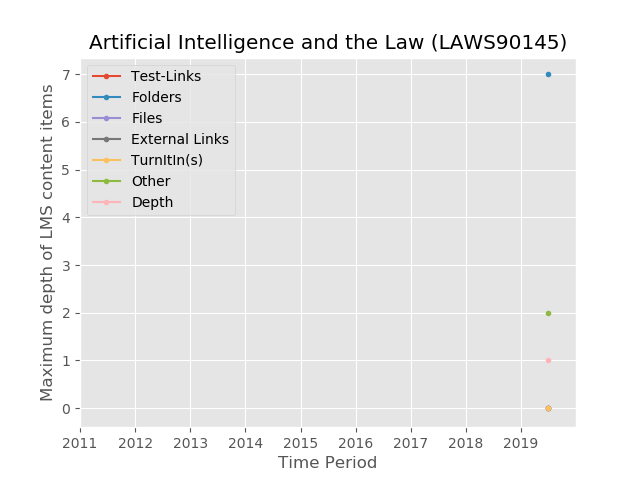 Artificial Intelligence and the Law (LAWS90145)
Test-Links
Folders
Files
External Links
TurnItIn(s)
Other
Depth
Maximum depth of LMS content items
7
6
5
4
3
2
1
0
2011 2012 2013 2014 2015 2016 2017 2018 2019
Time Period